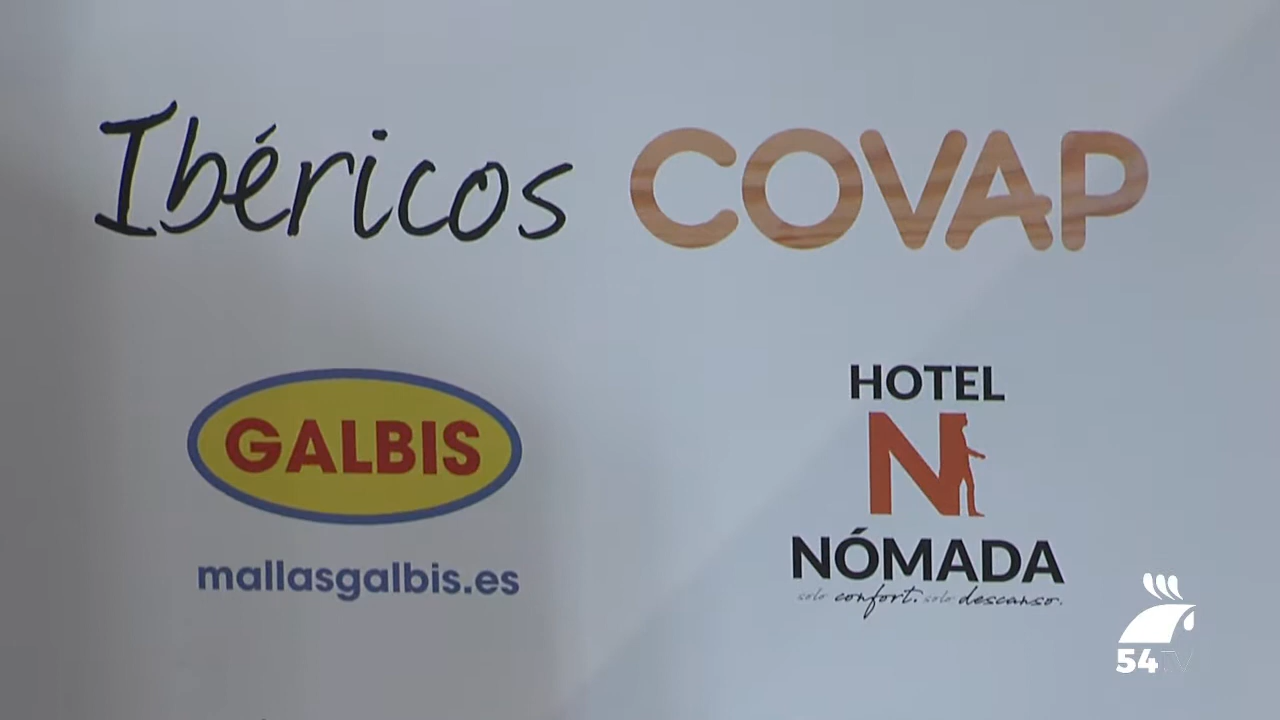 Ibéricos COVAP
GALBIS
mallasgalbis.es
HOTEL
N
NÓMADA
solo confort. solo descanso.
54TV